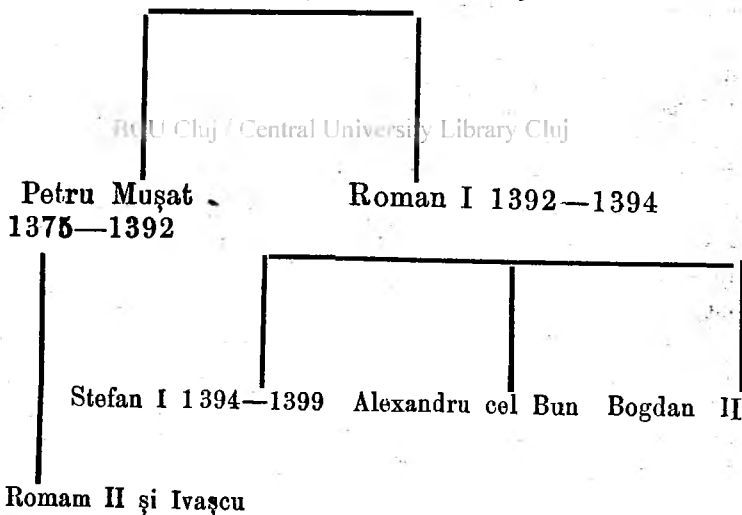 BCU Cluj / Central University Library Cluj
Petru Mușat
1375—1392
Roman I 1392—1394
Stefan I 1394—1399 Alexandru cel Bun Bogdan II
Romam II și Ivașcu